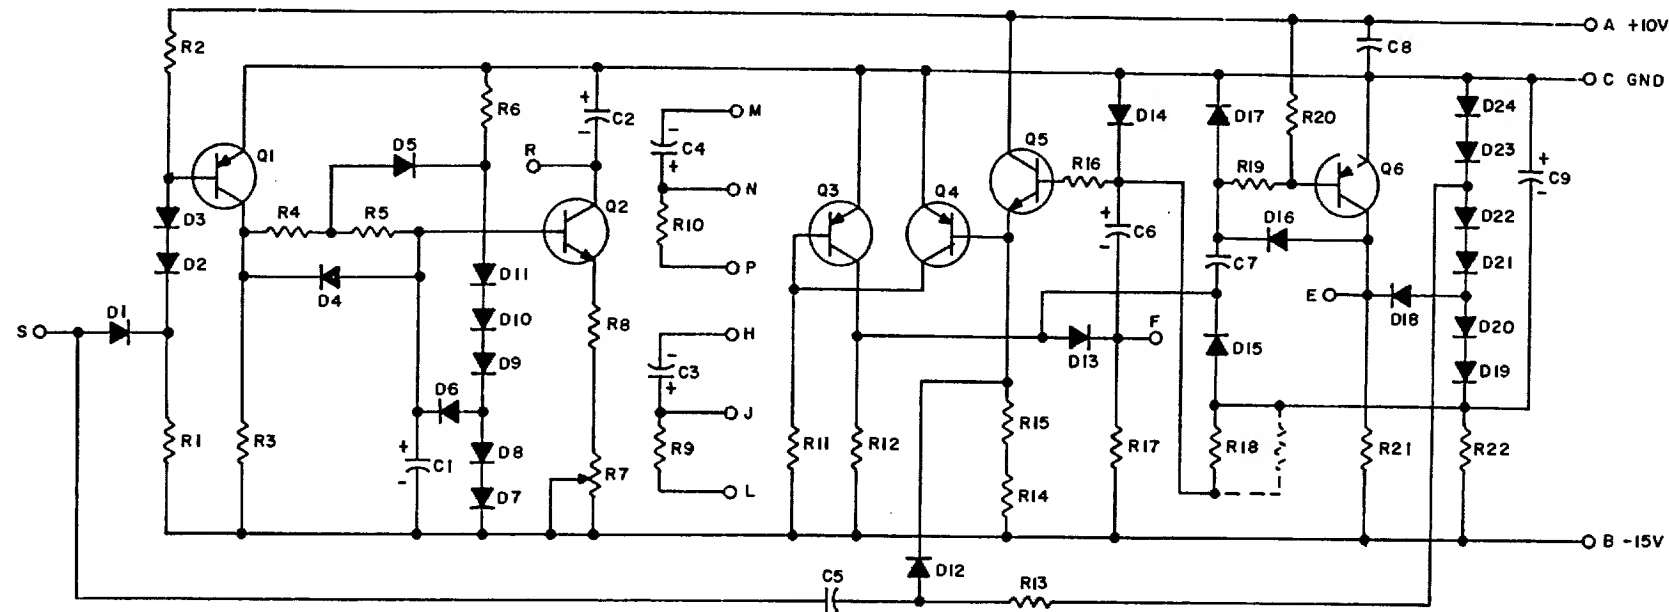 A +10V
R2
C8
C GND
R6
C2
M
D24
D17
R20
D14
Q1
D5
R
C4
Q5
D23
R16
R19
Q6
C9
N
Q3
Q4
D3
R4
R5
Q2
R10
D22
C6
D16
D2
P
C7
D21
D4
D11
E
D18
S
D1
D10
R8
H
F
D20
D13
D15
D9
C3
D19
D6
J
R1
R3
D8
R11
R12
R15
R17
R18
R21
R22
C1
R9
R7
D7
L
R14
B -15V
D12
C5
R13
+
-
+
-
-
+
-
+
+
-
+
-